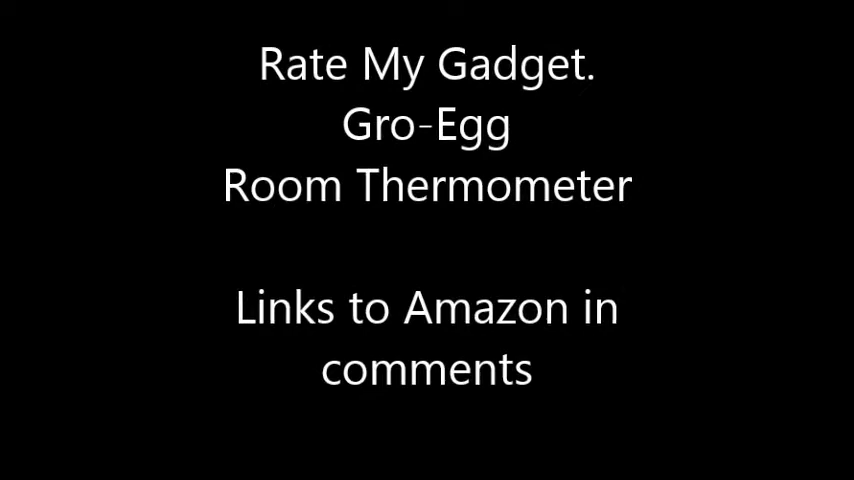 Rate My Gadget.
Gro-Egg
Room Thermometer
Links to Amazon in
comments